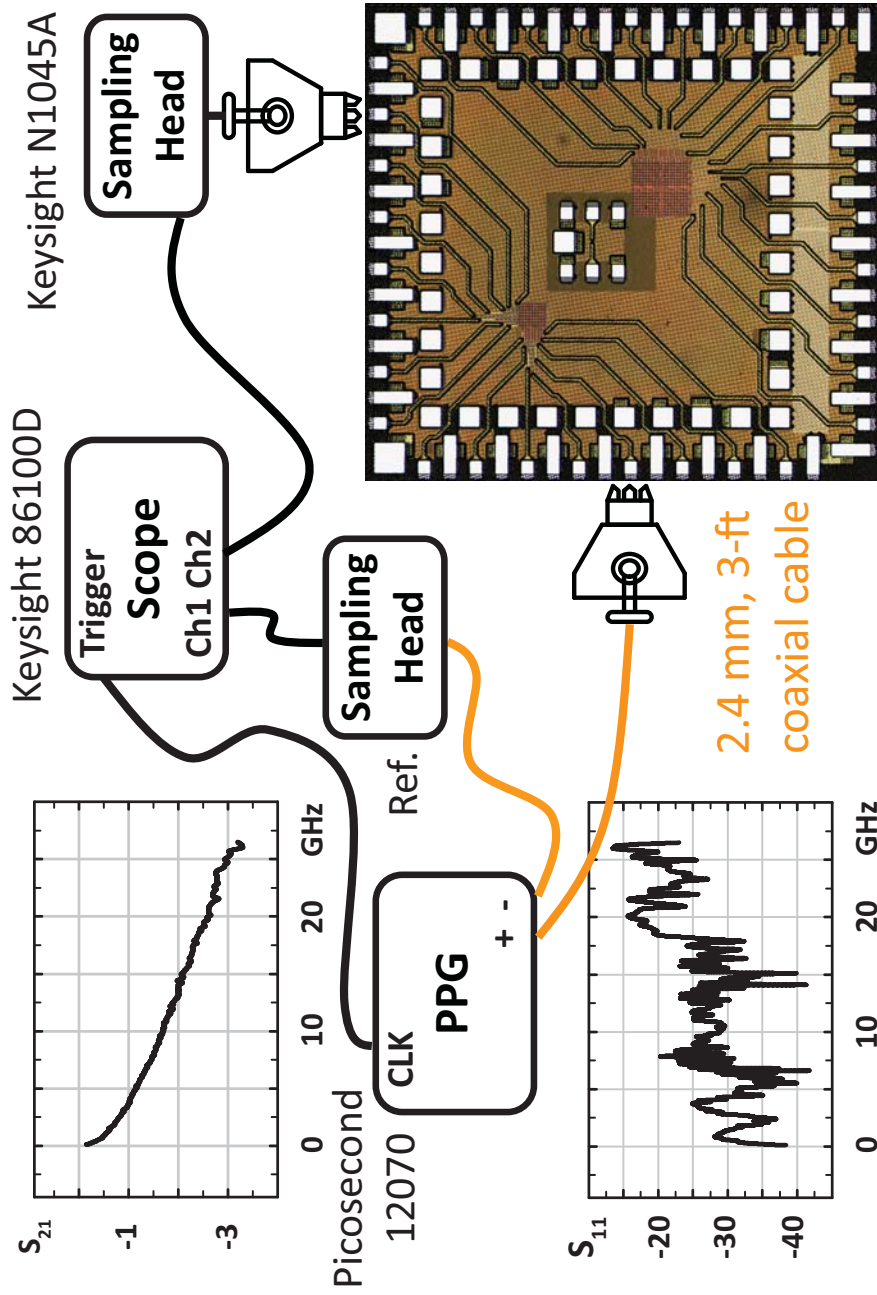 Picosecond
12070
CLK
PPG
+ -
Keysight 86100D
Trigger
Scope
Ch1 Ch2
Keysight N1045A
Sampling
Head
Ref.
Sampling
Head
2.4 mm, 3-ft
coaxial cable
S21
-1
-3
0
10
20
GHz
S11
-20
-30
-40
0
10
20
GHz